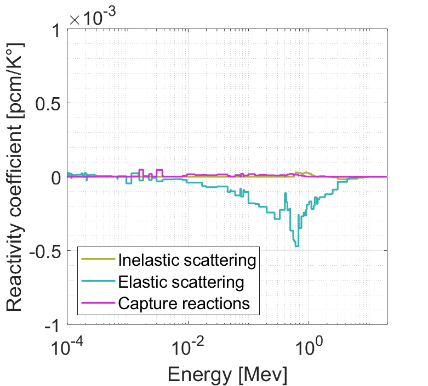 ×10⁻³
1
0.5
0
-0.5
-1
Reactivity coefficient [pcm/K°]
Inelastic scattering
Elastic scattering
Capture reactions
10⁻⁴
10⁻²
10⁰
Energy [Mev]